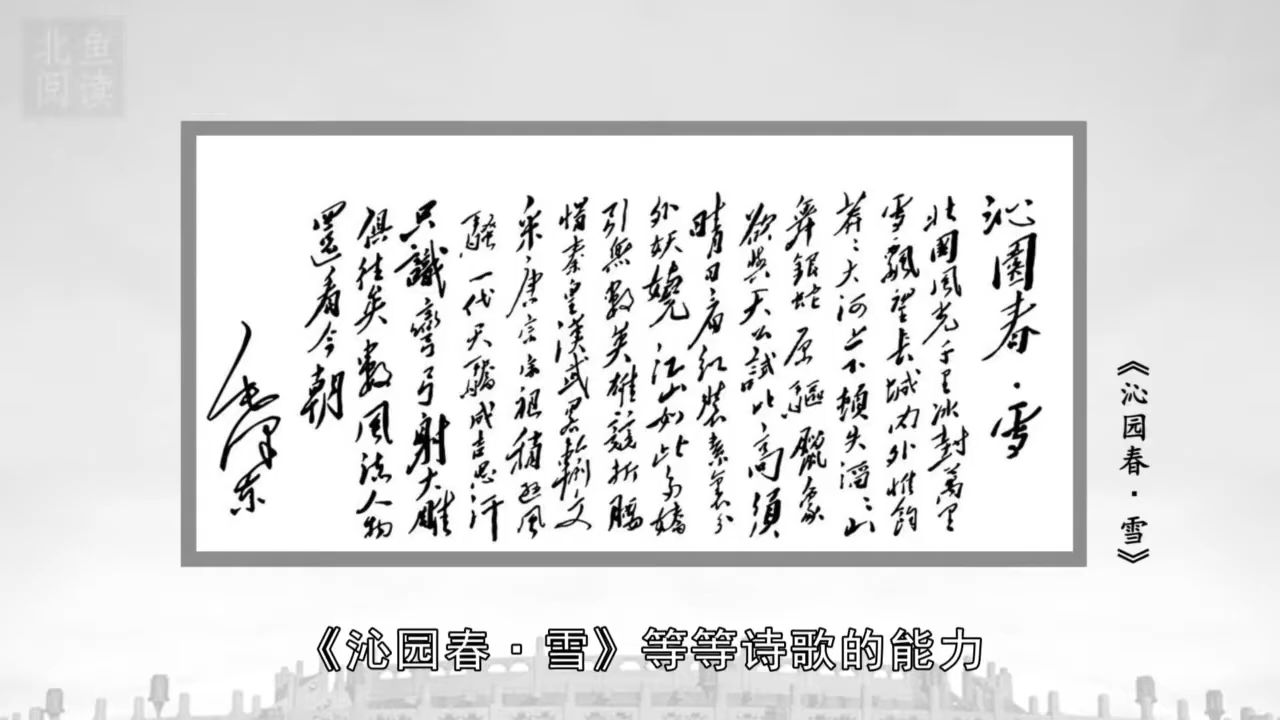 北鱼
阅读
沁園春·雪
北國風光千里冰封萬里
雪飄望長城内外惟餘
莽々大河上下頓失滔々山
舞銀蛇原驅臘象
欲與天公試比高須
晴日看紅裝素裹分
外妖嬈江山如此多嬌
引無數英雄競折腰
惜秦皇漢武略輸文
采唐宗宋祖稍遜風
騷一代天驕成吉思汗
只識彎弓射大雕
俱往矣數風流人物
還看今朝
毛澤東
《沁园春·雪》
《沁园春·雪》等等诗歌的能力